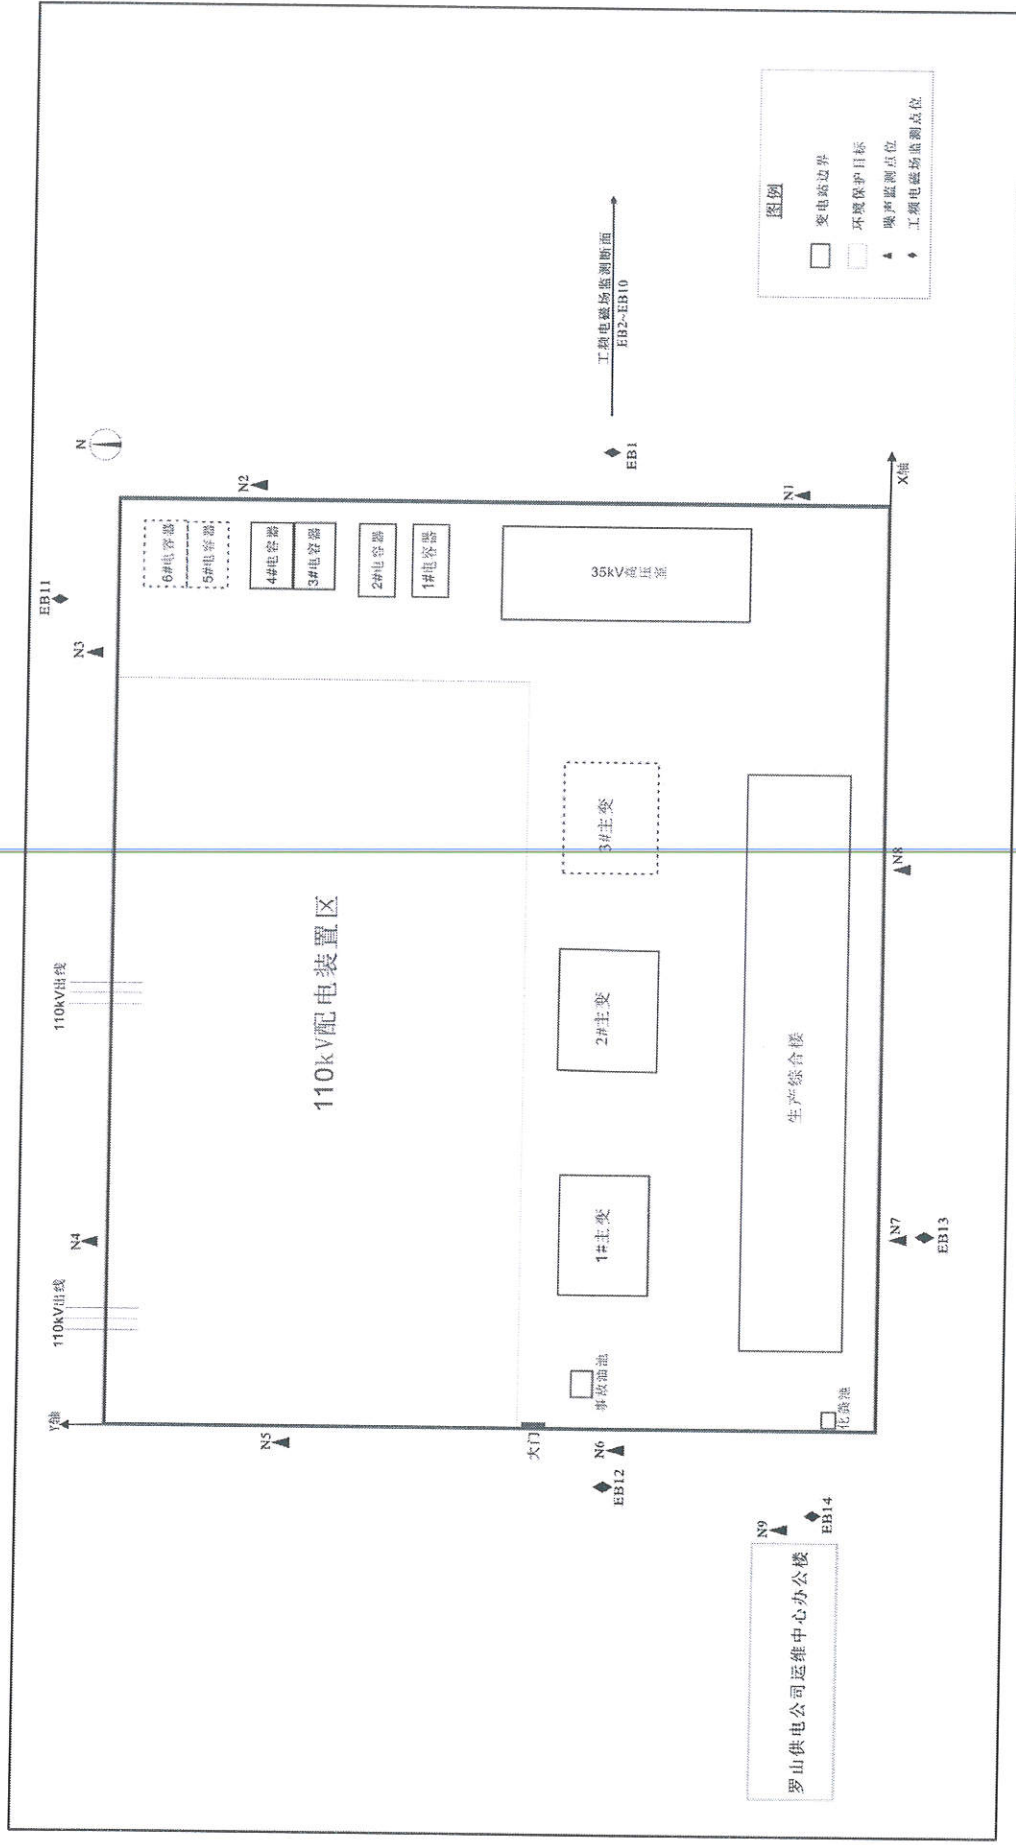 EB11
N
N3
N2
110kV出线
N4
110kV出线
Y轴
6#电容器
5#电容器
4#电容器
3#电容器
2#电容器
1#电容器
110kV配电装置区
N5
大门
EB1
工频电磁场监测断面
EB2~EB10
35kV高压室
3#主变
2#主变
1#主变
事故油池
N6
EB12
生产综合楼
化粪池
N1
X轴
N8
N7
EB13
N9
EB14
罗山供电公司运维中心办公楼
图例
变电站边界
环境保护目标
噪声监测点位
工频电磁场监测点位